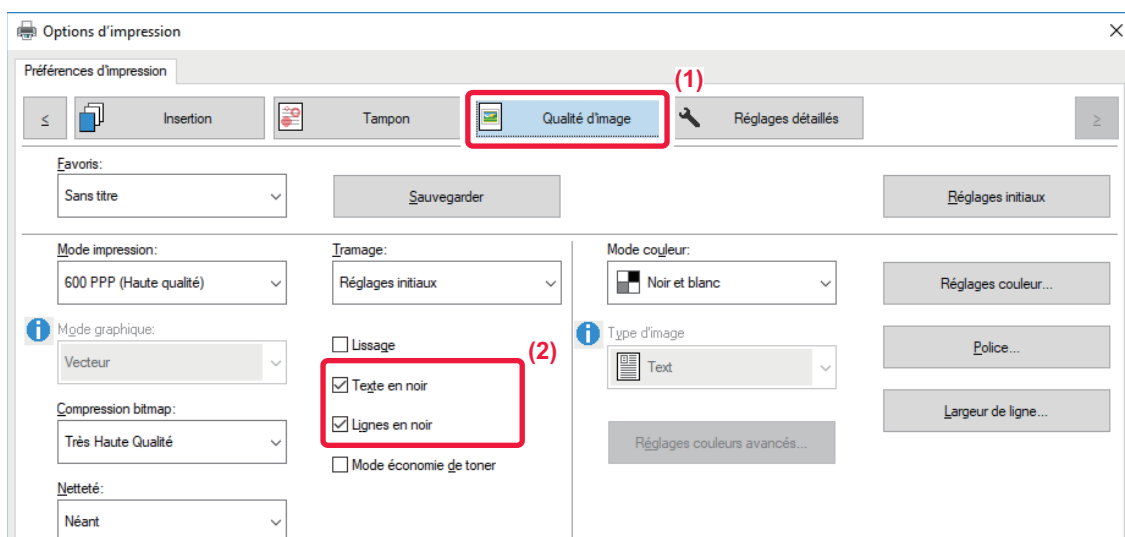 Options d'impression
Préférences d'impression
(1)
<
Insertion
Tampon
Qualité d'image
Réglages détaillés
>
Favoris:
Sans titre
Sauvegarder
Réglages initiaux
Mode impression:
Tramage:
Mode couleur:
600 PPP (Haute qualité)
Réglages initiaux
Noir et blanc
Réglages couleur...
Mode graphique:
Lissage
(2)
Type d'image
Police...
Vecteur
Texte en noir
Text
Compression bitmap:
Lignes en noir
Largeur de ligne...
Très Haute Qualité
Mode économie de toner
Réglages couleurs avancés...
Netteté:
Néant